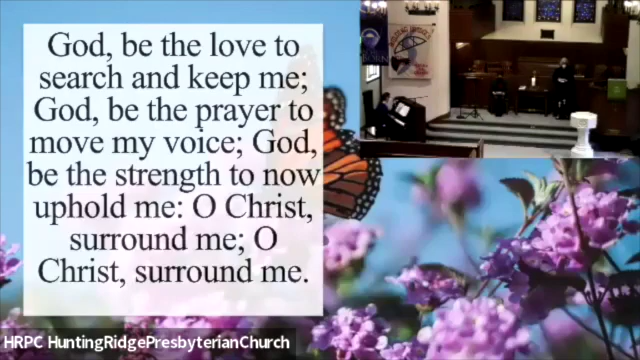 God, be the love to
search and keep me;
God, be the prayer to
move my voice; God,
be the strength to now
uphold me: O Christ,
surround me; O
Christ, surround me.
HRPC HuntingRidgePresbyterianChurch